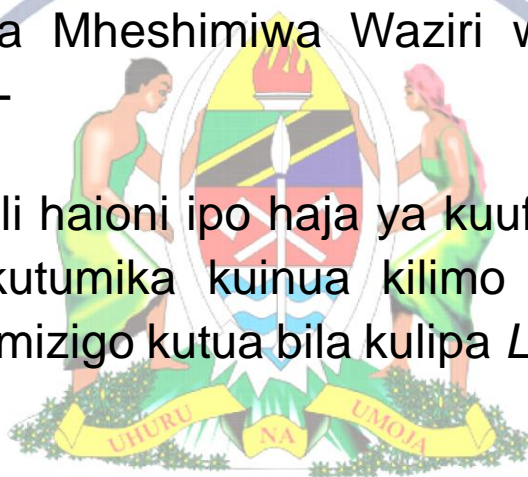 a Mheshimiwa Waziri w
-
li haioni ipo haja ya kuuf
kutumika kuinua kilimo
mizigo kutua bila kulipa L
UHURU NA UMOJA